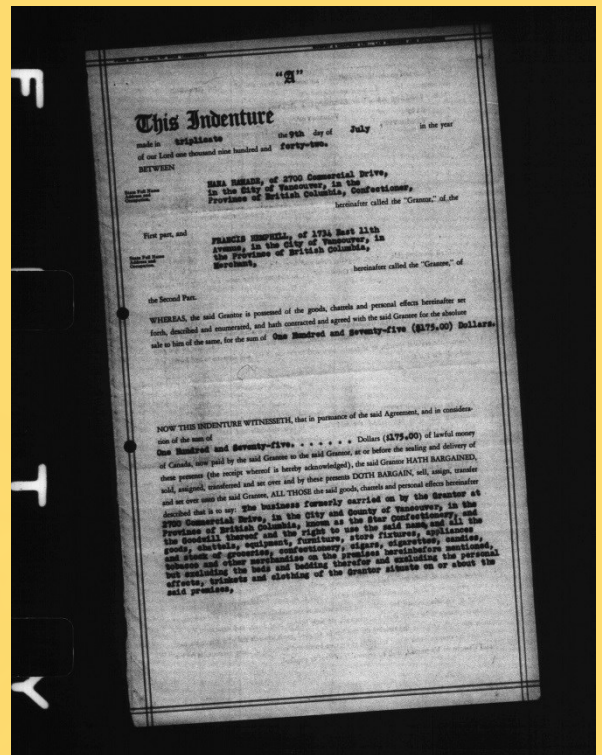 "A"
This Indenture
made in triplicate the 9th day of July in the year
of our Lord one thousand nine hundred and forty-two.
BETWEEN
HAMA HAMADE, of 2700 Commercial Drive,
in the City of Vancouver, in the
Province of British Columbia, Confectioner,
State Full Name
Address and
Occupation.
hereinafter called the "Grantor," of the
First part, and
FRANCIS HEMPHILL, of 1734 East 11th
Avenue, in the City of Vancouver, in
the Province of British Columbia,
Merchant,
State Full Name
Address and
Occupation.
hereinafter called the "Grantee," of
the Second Part.
WHEREAS, the said Grantor is possessed of the goods, chattels and personal effects hereinafter set
forth, described and enumerated, and hath contracted and agreed with the said Grantee for the absolute
sale to him of the same, for the sum of One Hundred and Seventy-five ($175.00) Dollars.
NOW THIS INDENTURE WITNESSETH, that in pursuance of the said Agreement, and in considera-
tion of the sum of
One Hundred and Seventy-five. . . . . . . Dollars ($175.00) of lawful money
of Canada, now paid by the said Grantee to the said Grantor, at or before the sealing and delivery of
these presents (the receipt whereof is hereby acknowledged), the said Grantor HATH BARGAINED,
sold, assigned, transferred and set over and by these presents DOTH BARGAIN, sell, assign, transfer
and set over unto the said Grantee, ALL THOSE the said goods, chattels and personal effects hereinafter
described that is to say: The business formerly carried on by the Grantor at
2700 Commercial Drive, in the City and County of Vancouver, in the
Province of British Columbia, known as the Star Confectionery, and
the Goodwill thereof and the right to use the said name, and all the
goods, chattels, equipment, furniture, store fixtures, appliances
and stock of groceries, confectionery, cigars, cigarettes, candies,
tobacco and other merchandise on the premises hereinbefore mentioned,
but excluding the beds and bedding therefor and excluding the personal
effects, trinkets and clothing of the Grantor situate on or about the
said premises,